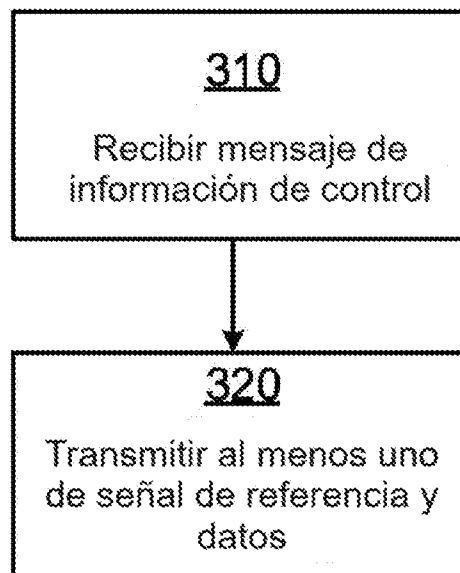 310
Recibir mensaje de
información de control
320
Transmitir al menos uno
de señal de referencia y
datos